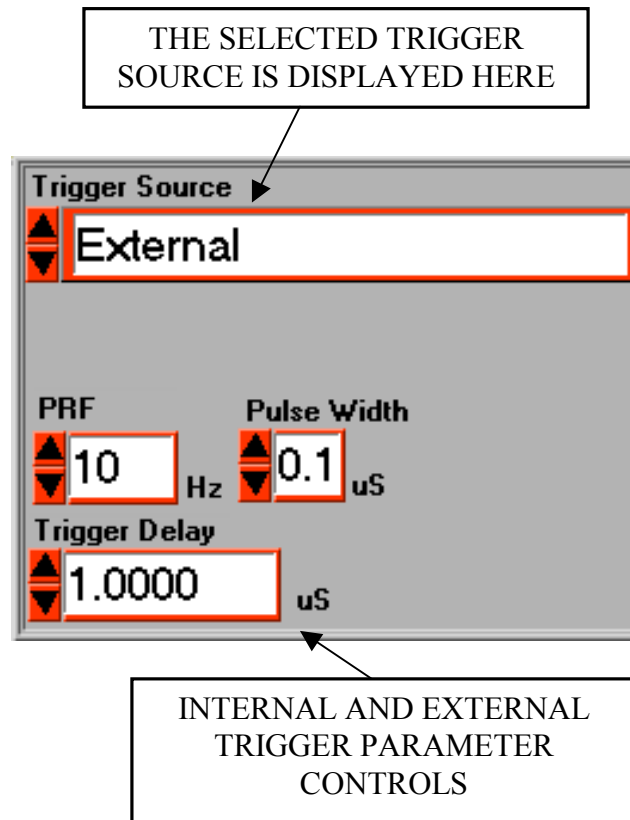 THE SELECTED TRIGGER
SOURCE IS DISPLAYED HERE
Trigger Source
External
PRF
Pulse Width
10 Hz
0.1 uS
Trigger Delay
1.0000 uS
INTERNAL AND EXTERNAL
TRIGGER PARAMETER
CONTROLS